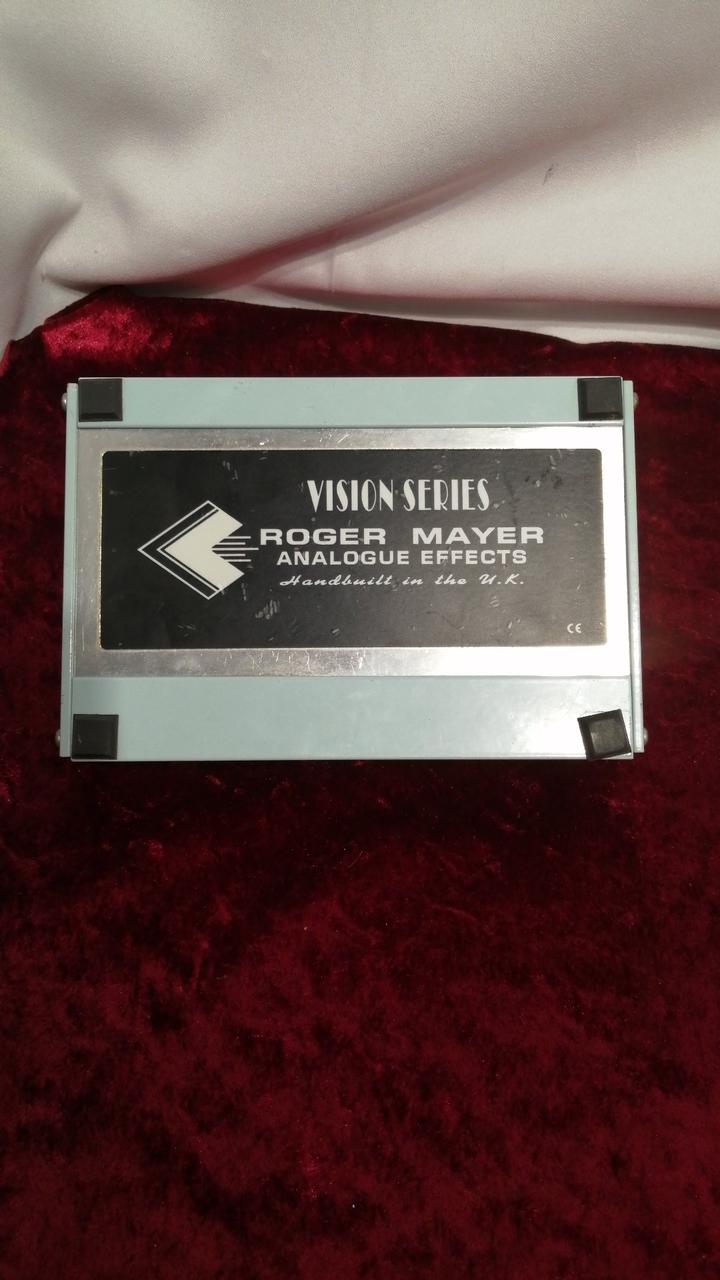 VISION SERIES
ROGER MAYER
ANALOGUE EFFECTS
Handbuilt in the U.K.
CE